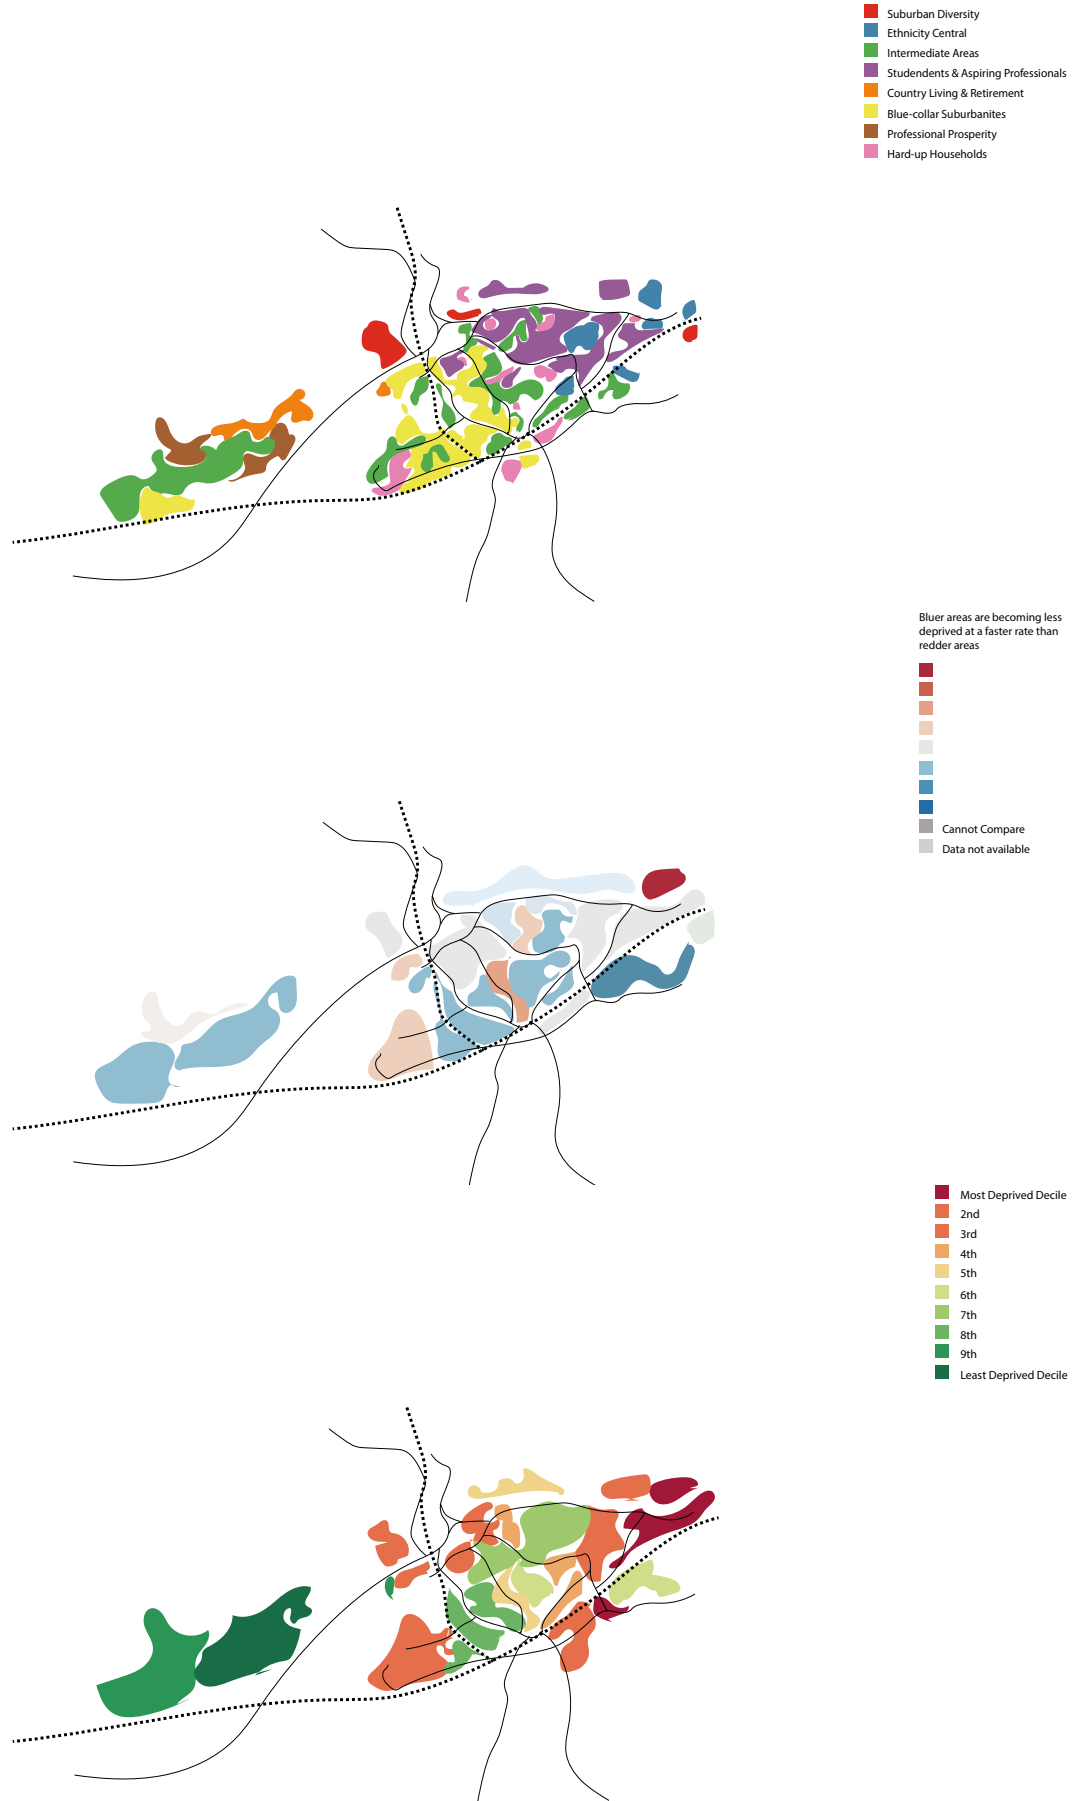 Suburban Diversity
Ethnicity Central
Intermediate Areas
Studendents & Aspiring Professionals
Country Living & Retirement
Blue-collar Suburbanites
Professional Prosperity
Hard-up Households
Bluer areas are becoming less
deprived at a faster rate than
redder areas
Cannot Compare
Data not available
Most Deprived Decile
2nd
3rd
4th
5th
6th
7th
8th
9th
Least Deprived Decile